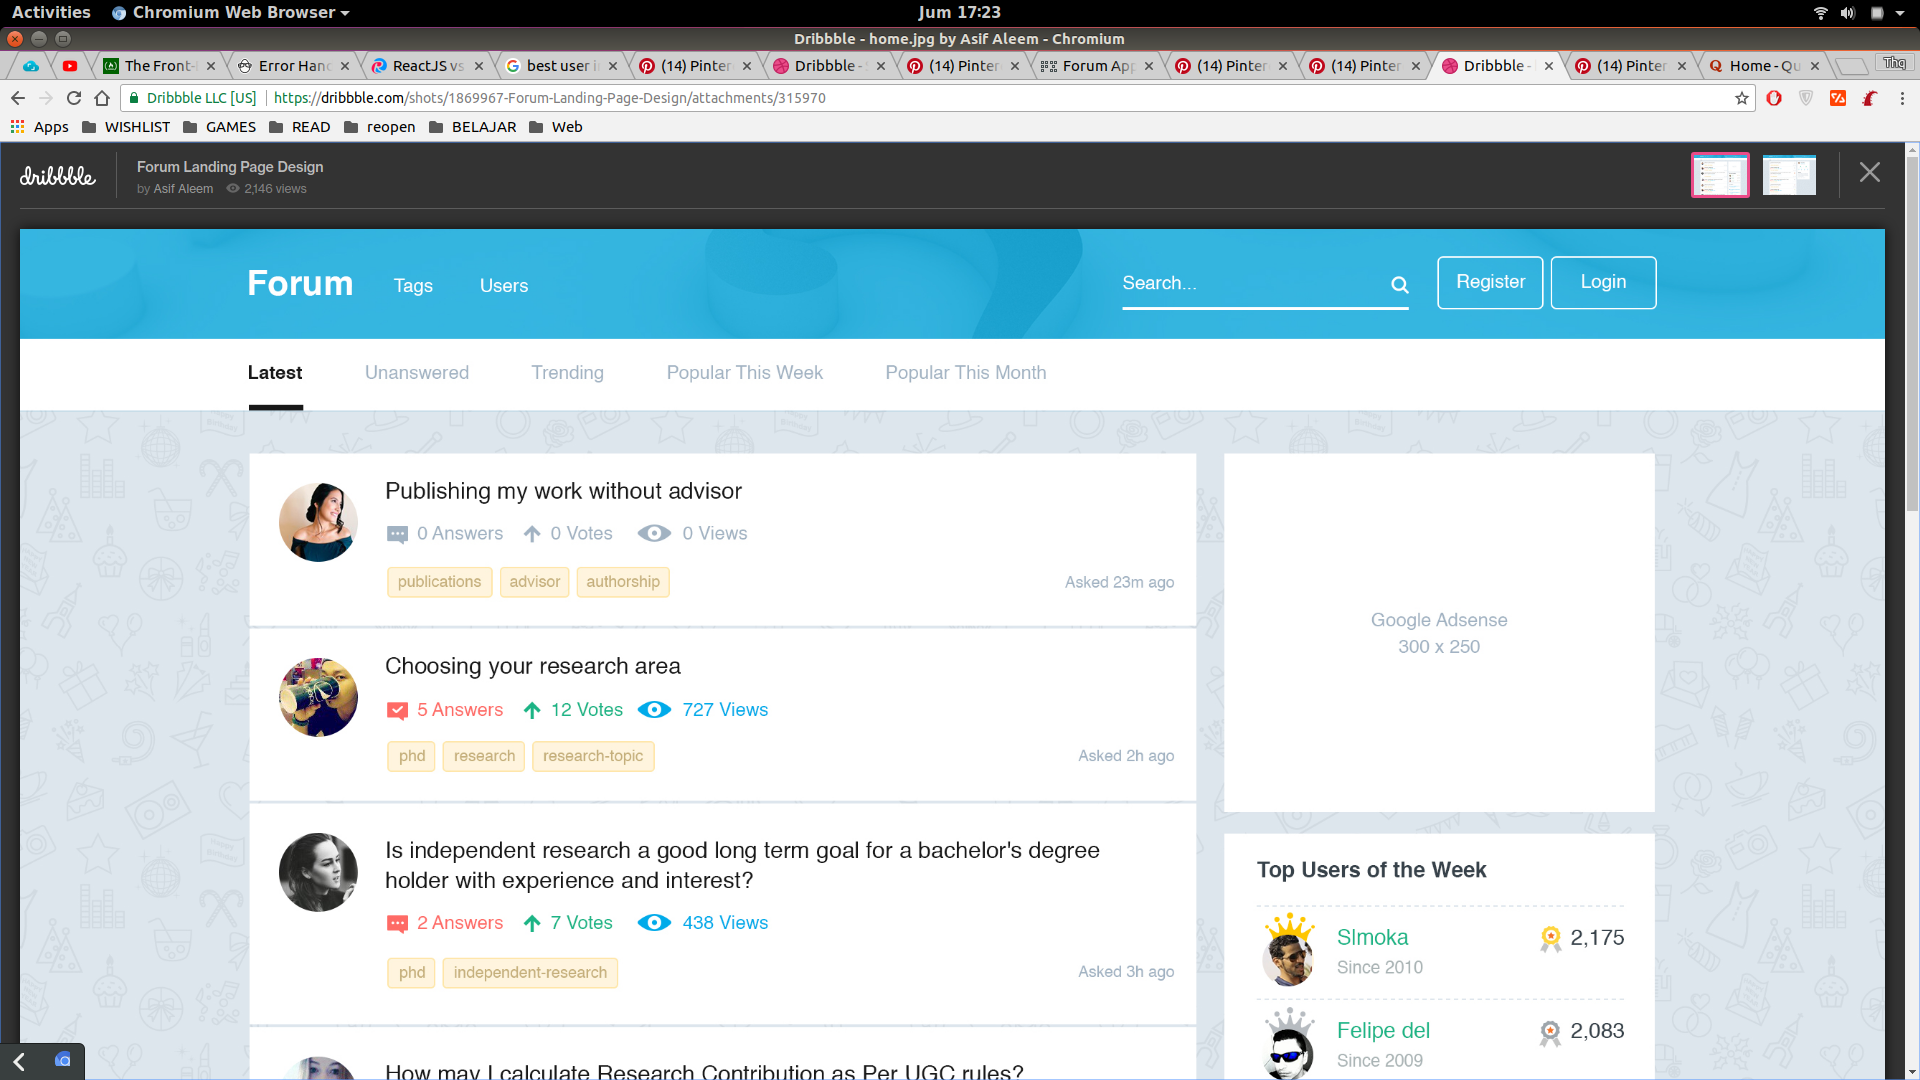 Activities Chromium Web Browser Jum 17:23
Dribbble - home.jpg by Asif Aleem - Chromium
The Front- Error Hand ReactJS vs best user i (14) Pinter Dribbble - (14) Pinter Forum App (14) Pinter (14) Pinter Dribbble - (14) Pinter Home - Qu Thq
Dribbble LLC [US] https://dribbble.com/shots/1869967-Forum-Landing-Page-Design/attachments/315970
Apps WISHLIST GAMES READ reopen BELAJAR Web
dribbble
Forum Landing Page Design
by Asif Aleem 2,146 views
Forum Tags Users Search... Register Login
Latest Unanswered Trending Popular This Week Popular This Month
Publishing my work without advisor
0 Answers 0 Votes 0 Views
publications advisor authorship Asked 23m ago
Choosing your research area
5 Answers 12 Votes 727 Views
phd research research-topic Asked 2h ago
Is independent research a good long term goal for a bachelor's degree
holder with experience and interest?
2 Answers 7 Votes 438 Views
phd independent-research Asked 3h ago
How may I calculate Research Contribution as Per UGC rules?
Google Adsense
300 x 250
Top Users of the Week
Slmoka 2,175
Since 2010
Felipe del 2,083
Since 2009